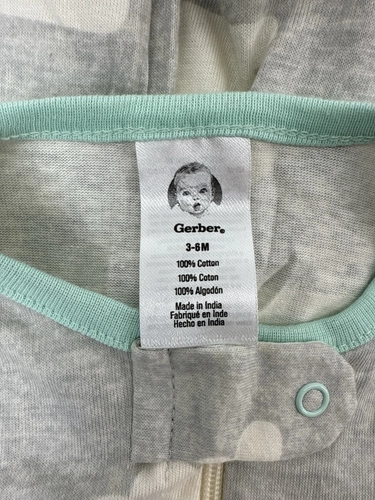 Gerber®
3-6M
100% Cotton
100% Coton
100% Algodón
Made in India
Fabriqué en Inde
Hecho en India